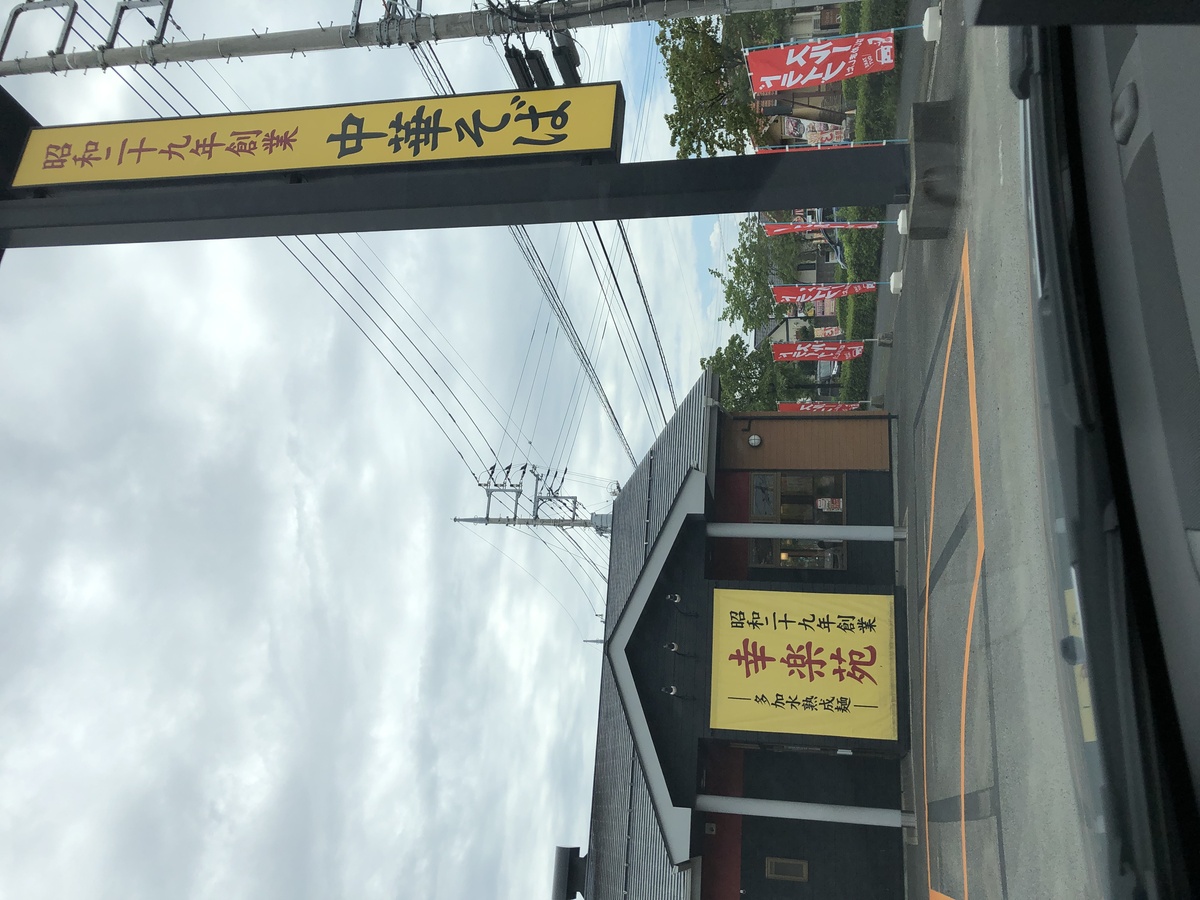 昭和二十九年創業 中華そば
昭和二十九年創業
幸楽苑
多加水熟成麺